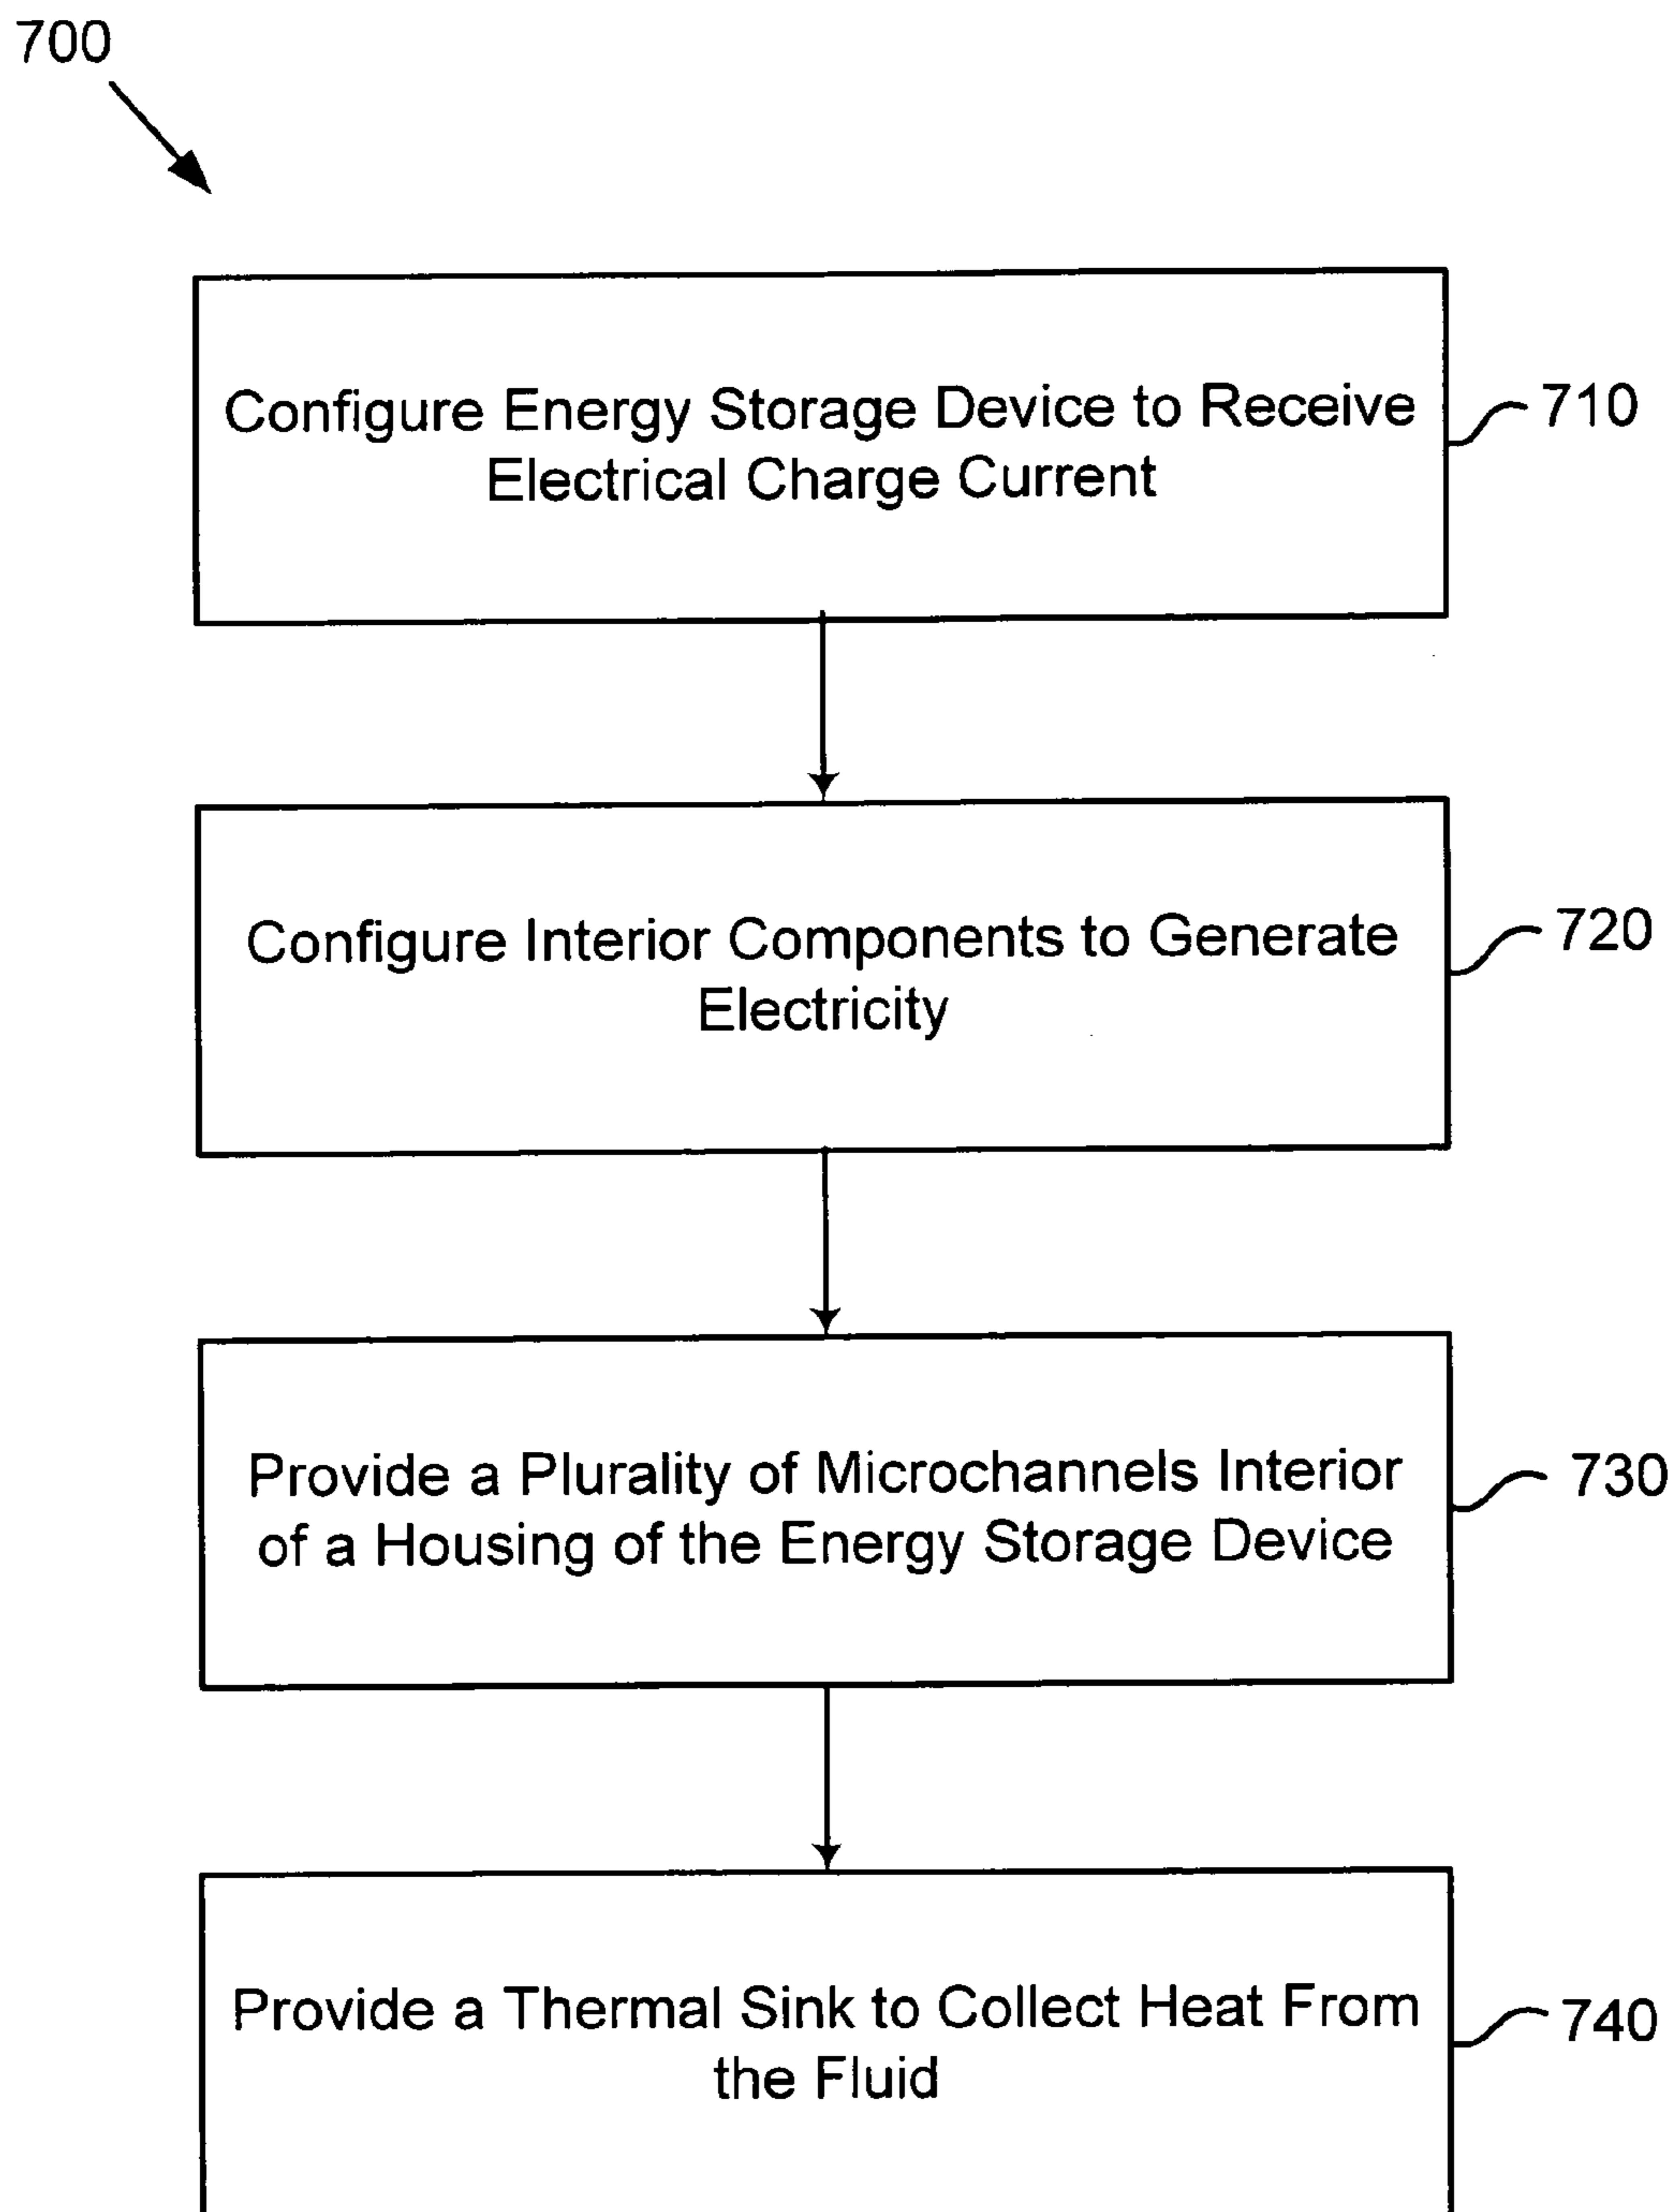 700
Configure Energy Storage Device to Receive
Electrical Charge Current
710
Configure Interior Components to Generate
Electricity
720
Provide a Plurality of Microchannels Interior
of a Housing of the Energy Storage Device
730
Provide a Thermal Sink to Collect Heat From
the Fluid
740